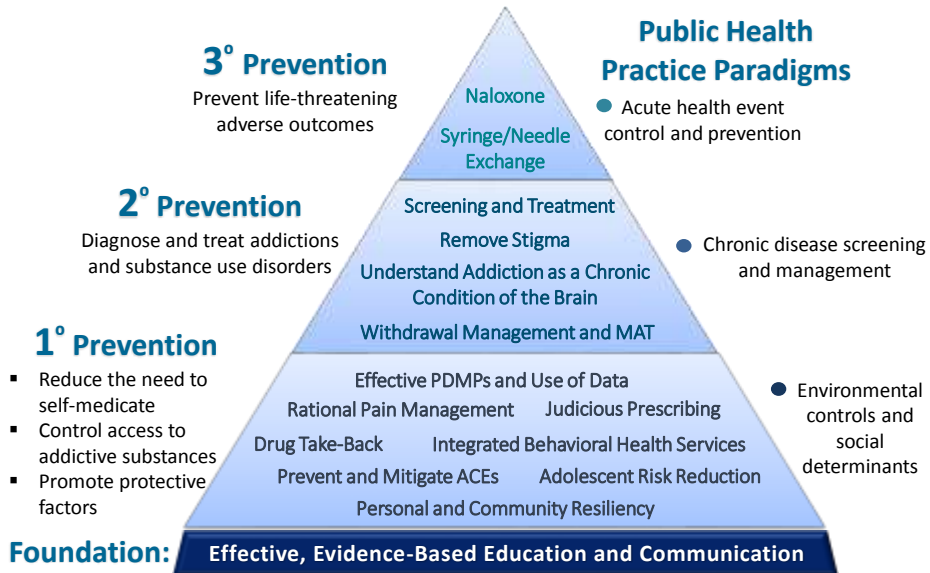 3° Prevention
Prevent life-threatening
adverse outcomes
Naloxone
Syringe/Needle
Exchange
Public Health
Practice Paradigms
● Acute health event
control and prevention
2° Prevention
Diagnose and treat addictions
and substance use disorders
Screening and Treatment
Remove Stigma
Understand Addiction as a Chronic
Condition of the Brain
Withdrawal Management and MAT
● Chronic disease screening
and management
1° Prevention
▪ Reduce the need to
self-medicate
▪ Control access to
addictive substances
▪ Promote protective
factors
Effective PDMPs and Use of Data
Rational Pain Management Judicious Prescribing
Drug Take-Back Integrated Behavioral Health Services
Prevent and Mitigate ACEs Adolescent Risk Reduction
Personal and Community Resiliency
● Environmental
controls and
social
determinants
Foundation: Effective, Evidence-Based Education and Communication